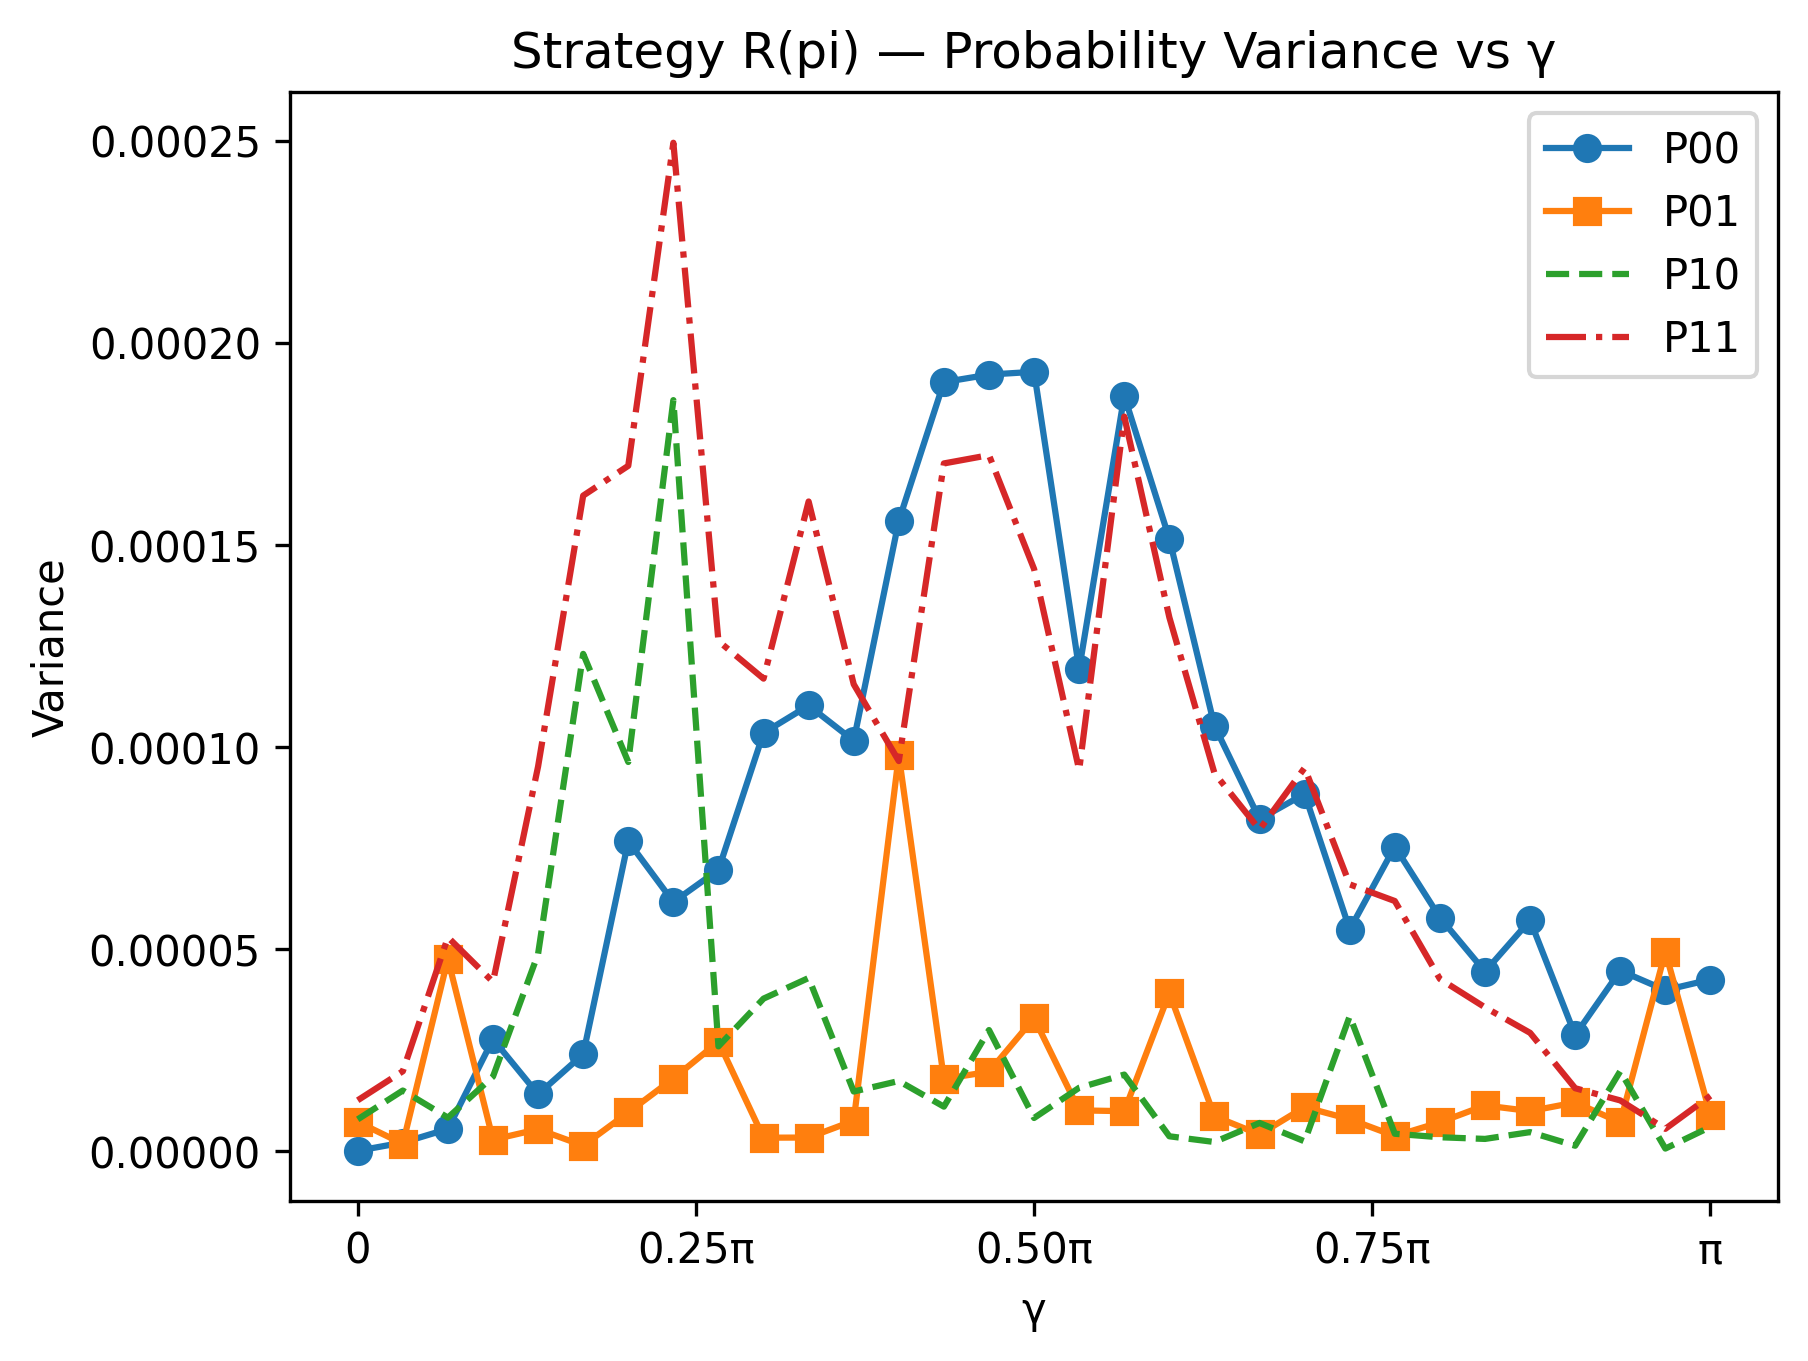 Strategy R(pi) — Probability Variance vs γ
0.00025
0.00020
0.00015
0.00010
0.00005
0.00000
Variance
P00
P01
P10
P11
0 0.25π 0.50π 0.75π π
γ